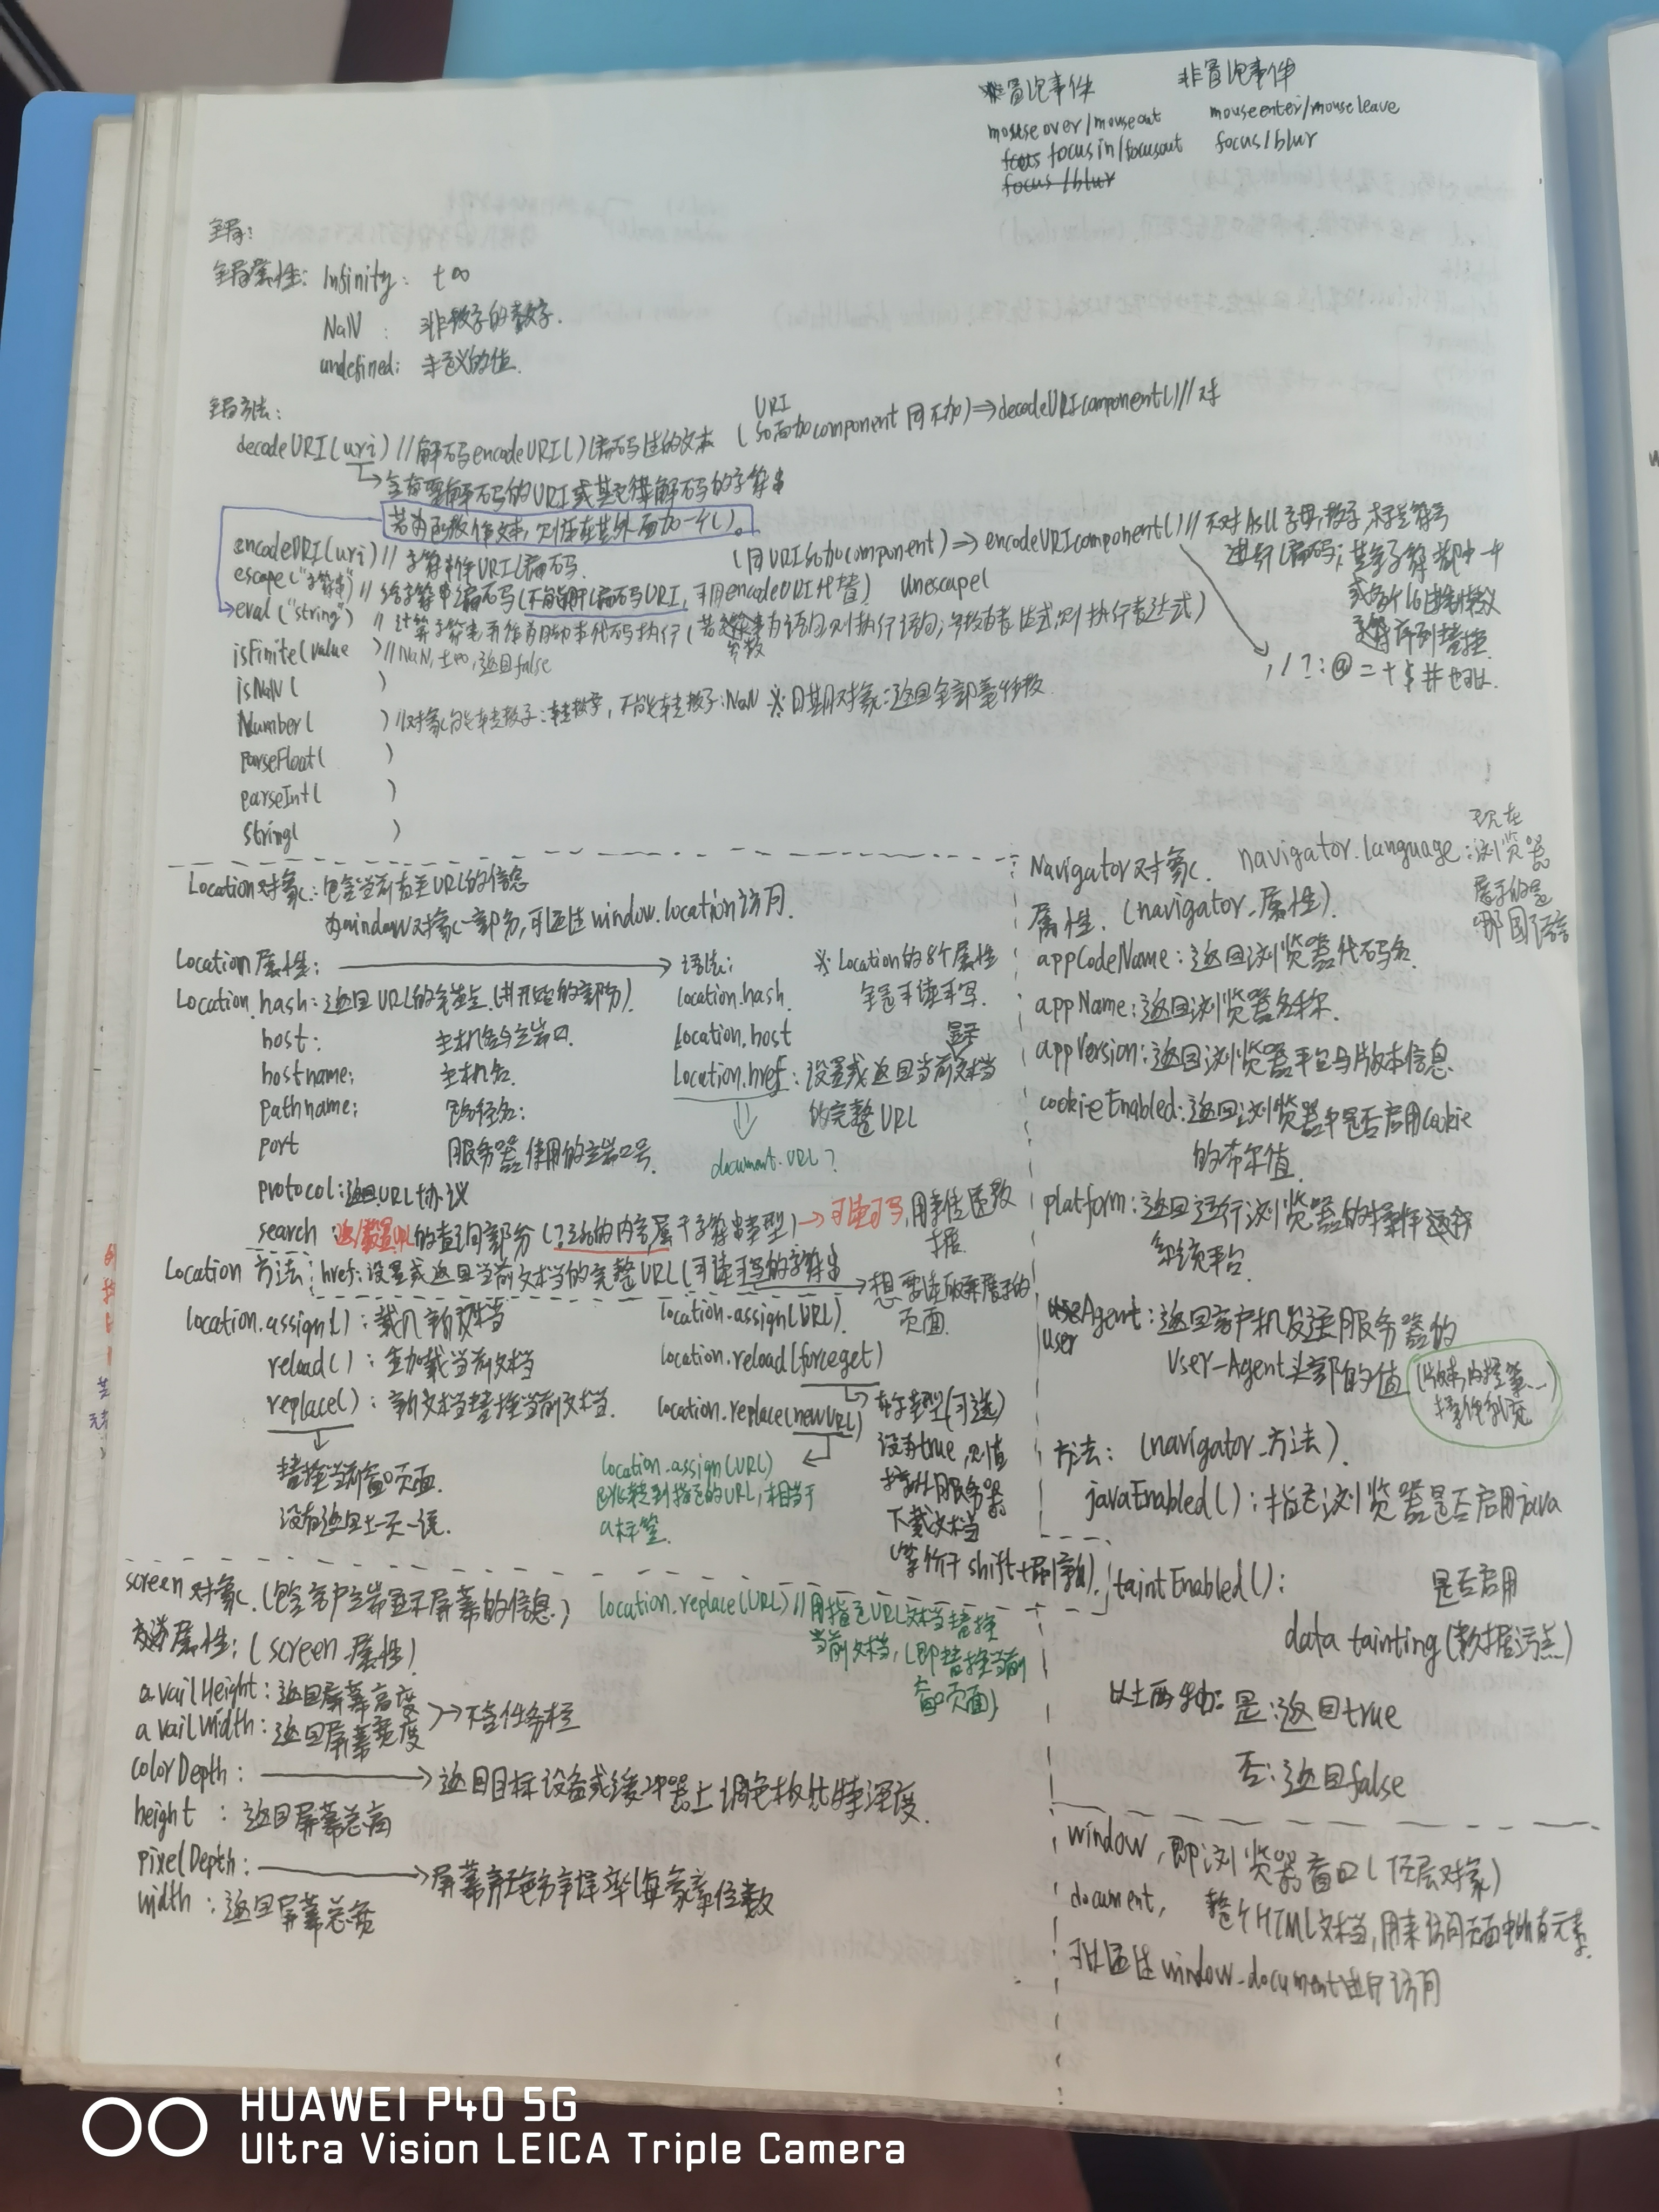 冒泡事件 非冒泡事件
mouseover/mouseout mouseenter/mouseleave
focusin/focusout focus/blur
focus/blur
全局:
全局属性: Infinity: +∞
NaN: 非数字的数字.
undefined: 未定义的值.
全局方法:
decodeURI(uri) //解码encodeURI()编码过的文本 (URI后面加component 同不加)⇒decodeURIcomponent()//对
→含有要解码的URI或其它待解码的字符串
若为函数作文本,则须在其外面加一个()。
encodeURI(uri) //字符串作URI编码. (同URI后加component)⇒encodeURIcomponent()//不对ASCII字母,数字,标点符号
进行编码;其余字符都由一个
或多个16进制转义
序列替换.
escape("字符串") //给字符串编码(不能用编码URI,可用encodeURI代替) unescape(
eval("string") //计算字符串并作为脚本代码执行(若参数为语句则执行语句;参数为表达式,则执行表达式)
, / ? : @ = + $ # 也可以.
isFinite(value )//NaN,±∞,返回false
isNaN( )
Number( )//对象能转数字:转数字,不能转数字:NaN ※日期对象:返回全部毫秒数
parseFloat( )
parseInt( )
String( )
Location对象:包含当前有关URL的信息
为window对象一部分,可通过window.location访问.
Location属性: → 语法: ※Location的8个属性
全是可读可写.
Location.hash:返回URL的锚点(#开始的部分). location.hash
host: 主机名与端口. location.host
hostname: 主机名. location.href:设置或返回当前文档
的完整URL
pathname: 路径名:
port 服务器使用的端口号. document.URL?
protocol:返回URL协议
search:返/设置URL的查询部分(?之后的内容,属于字符串类型)→可读可写,用来传递数
据.
Location方法: href:设置或返回当前文档的完整URL(可读可写的字符串→想要读取来展示的
页面.
location.assign():载入新文档 location.assign(URL).
reload():重加载当前文档 location.reload(forceget)
replace():新文档替换当前文档. location.replace(newURL)
布尔类型(可选)
设为true,则值
接从服务器
下载文档
(等价于shift+刷新).
替换当前窗口页面.
没有返回上一页一说.
location.assign(URL)
跳转到指定的URL,相当于
a标签.
location.replace(URL)//用指定URL文档替换
当前文档,(即替换当前
窗口页面)
screen对象(包含客户端显示屏幕的信息)
属性:(screen.属性)
availHeight:返回屏幕高度
availWidth:返回屏幕宽度 →不含任务栏
colorDepth: →返回目标设备或缓冲器上调色板比特深度.
height :返回屏幕总高
pixelDepth: →屏幕颜色分辨率(每象素位数
width :返回屏幕总宽
Navigator对象. navigator.language:现在
浏览器
展示的是
哪国语言
属性.(navigator.属性).
appCodeName:返回浏览器代码名.
appName:返回浏览器名称.
appVersion:返回浏览器平台与版本信息.
cookieEnabled:返回浏览器中是否启用cookie
的布尔值.
platform:返回运行浏览器的操作
系统平台.
userAgent:返回客户机发送服务器的
User-Agent头部的值(版本,内核等...
操作系统
方法: (navigator.方法).
javaEnabled():指定浏览器是否启用java
taintEnabled(): 是否启用
data tainting(数据污点)
以上两个为: 是:返回true
否:返回false
window,即浏览器窗口(顶层对象)
document, 整个HTML文档,用来访问页面中所有元素.
可以通过window.document进行访问
HUAWEI P40 5G
Ultra Vision LEICA Triple Camera